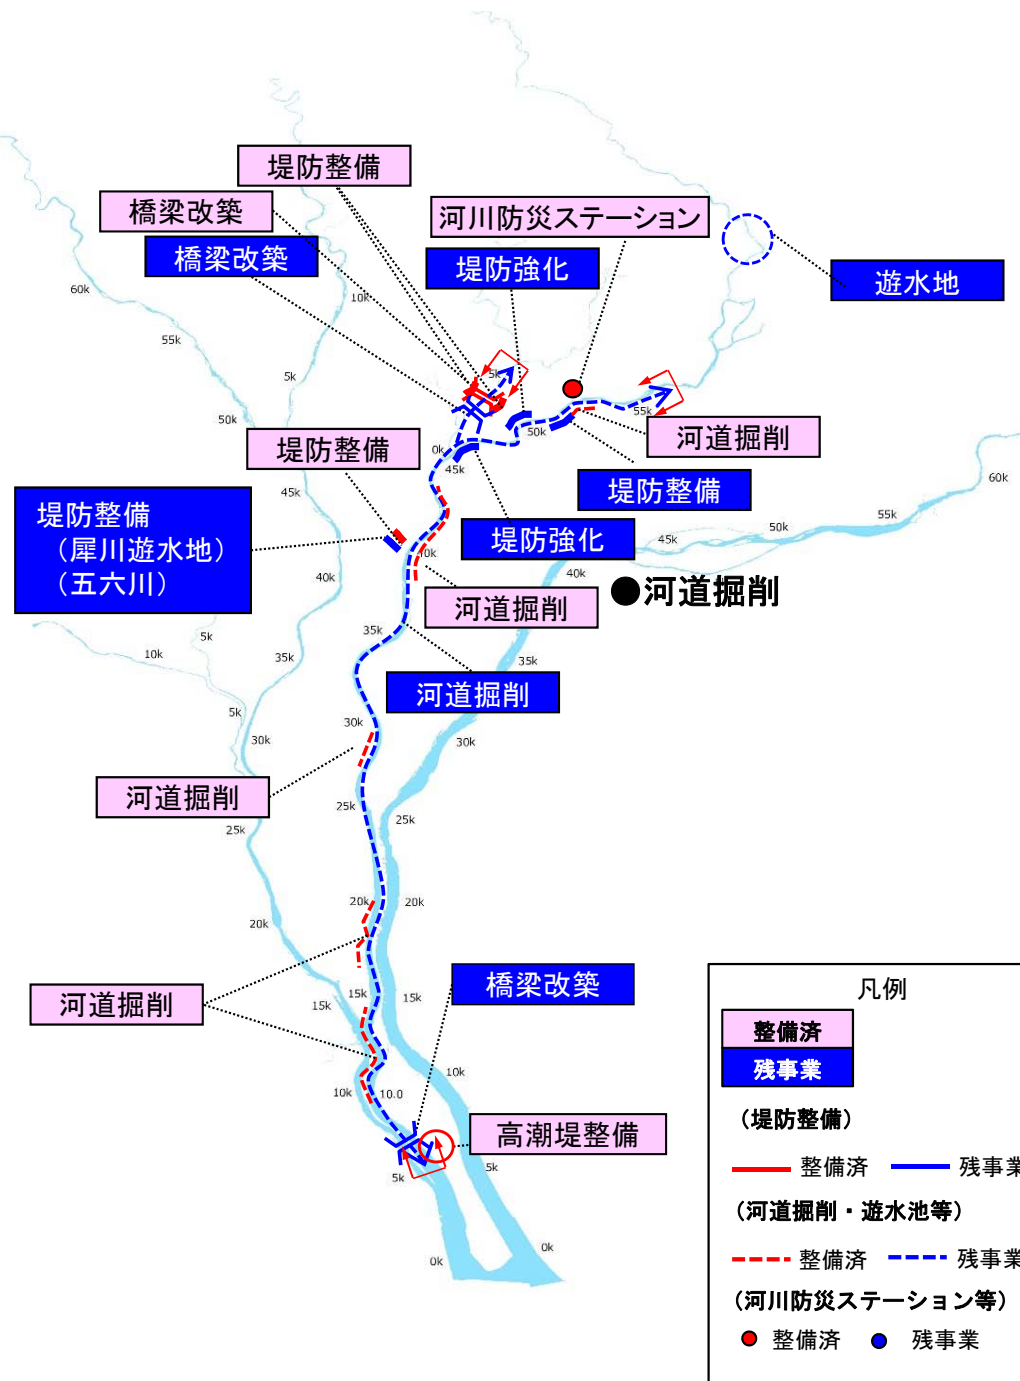 堤防整備
橋梁改築
河川防災ステーション
橋梁改築
堤防強化
遊水地
60k
10k
55k
5k
5k
50k
55k
50k
河道掘削
堤防整備
0k
45k
堤防整備
60k
45k
堤防整備
(犀川遊水地)
(五六川)
堤防強化
50k
55k
45k
40k
40k
40k
●河道掘削
河道掘削
35k
5k
10k
35k
35k
河道掘削
5k
30k
30k
30k
河道掘削
25k
25k
25k
20k
20k
20k
橋梁改築
河道掘削
15k
15k
15k
10k
10k
10.0
高潮堤整備
5k
5k
0k
0k
凡例
整備済
残事業
(堤防整備)
整備済 残事業
(河道掘削・遊水池等)
整備済 残事業
(河川防災ステーション等)
整備済 残事業